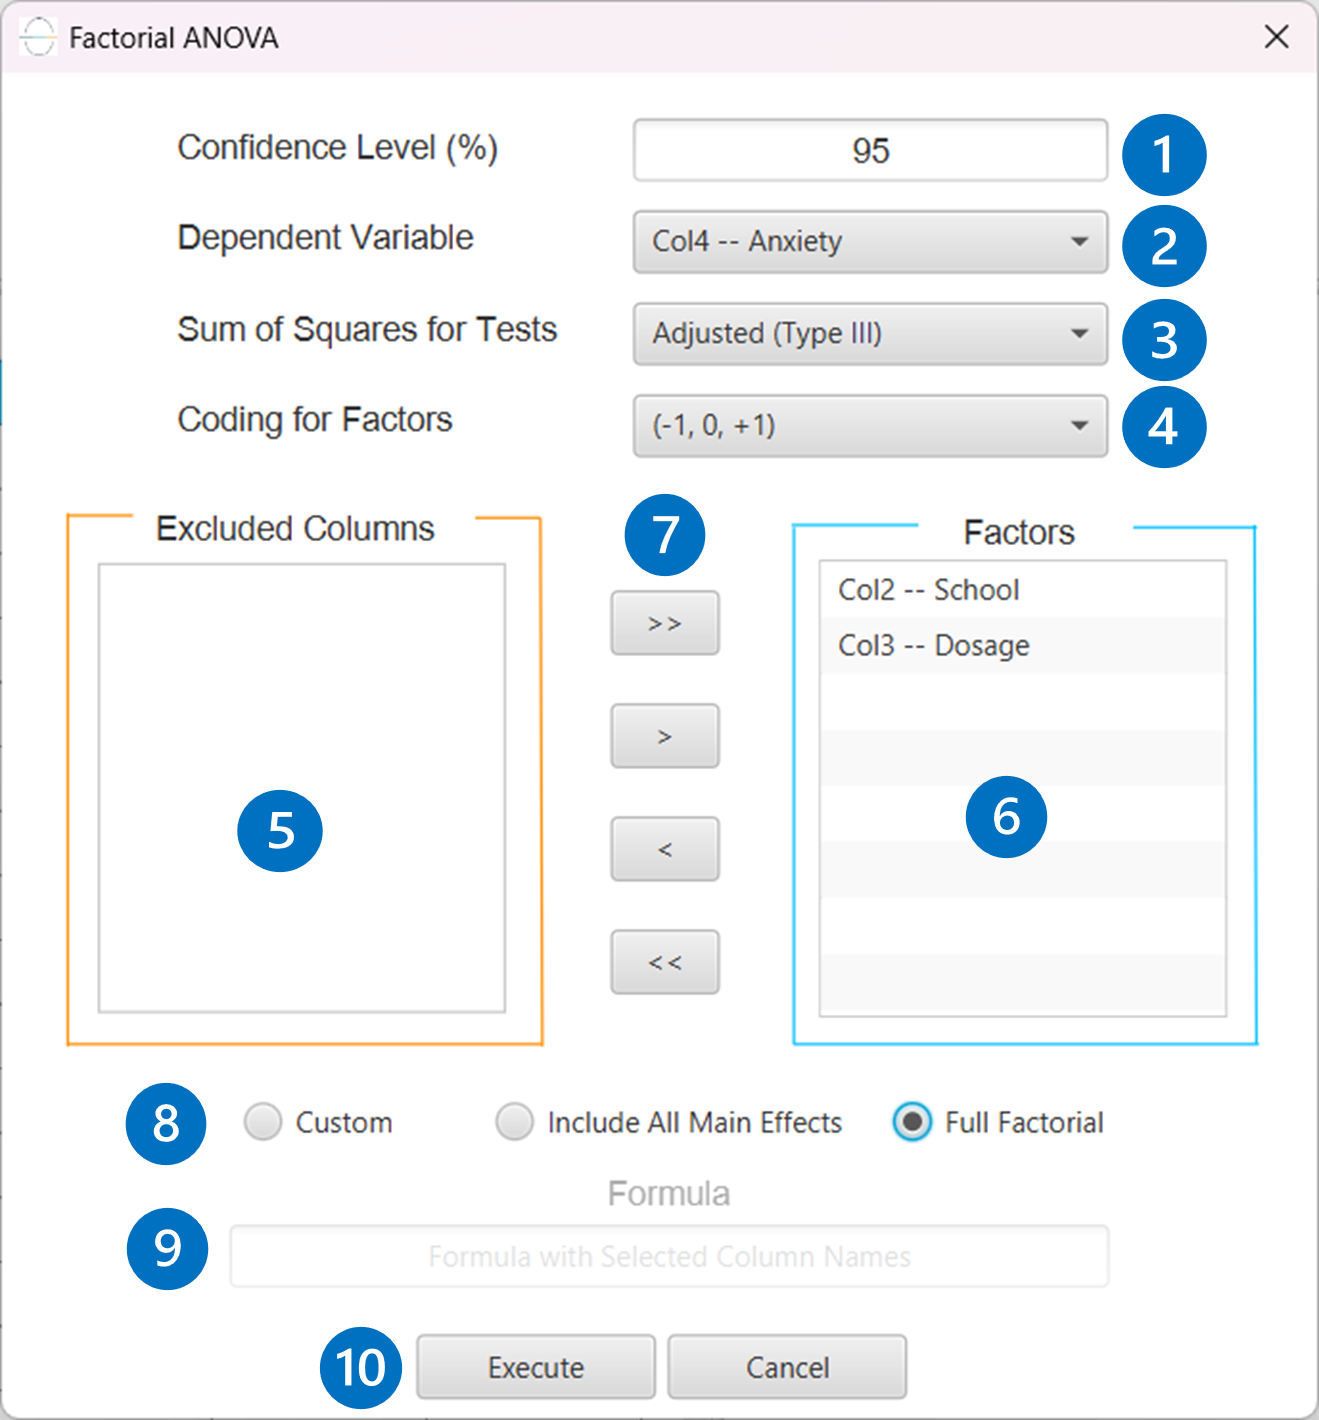 Factorial ANOVA
Confidence Level (%)
95
1
Dependent Variable
Col4 -- Anxiety
2
Sum of Squares for Tests
Adjusted (Type III)
3
Coding for Factors
(-1, 0, +1)
4
Excluded Columns
5
7
>>
>
<
<<
Factors
Col2 -- School
Col3 -- Dosage
6
8
Custom
Include All Main Effects
Full Factorial
Formula
9
Formula with Selected Column Names
10
Execute
Cancel